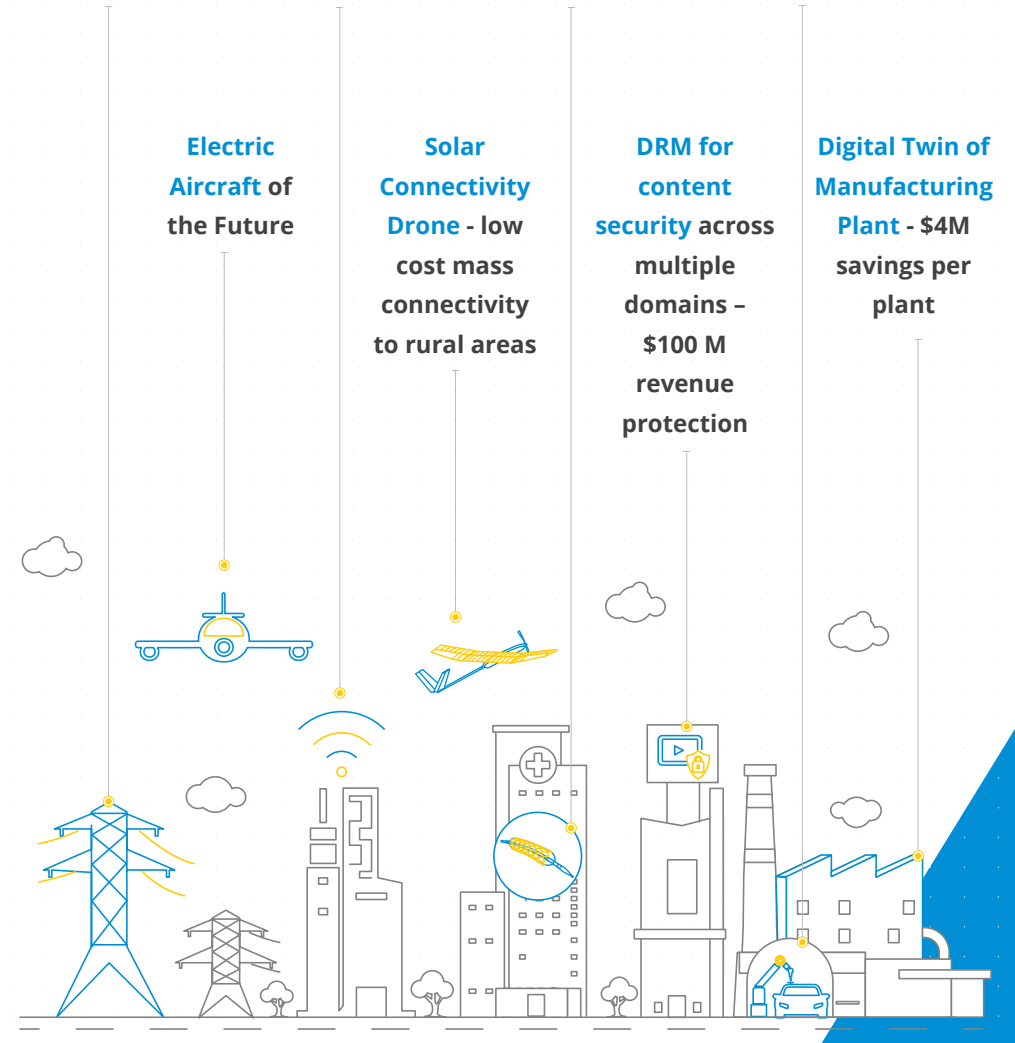 Electric
Aircraft of
the Future
Solar
Connectivity
Drone - low
cost mass
connectivity
to rural areas
DRM for
content
security across
multiple
domains –
$100 M
revenue
protection
Digital Twin of
Manufacturing
Plant - $4M
savings per
plant